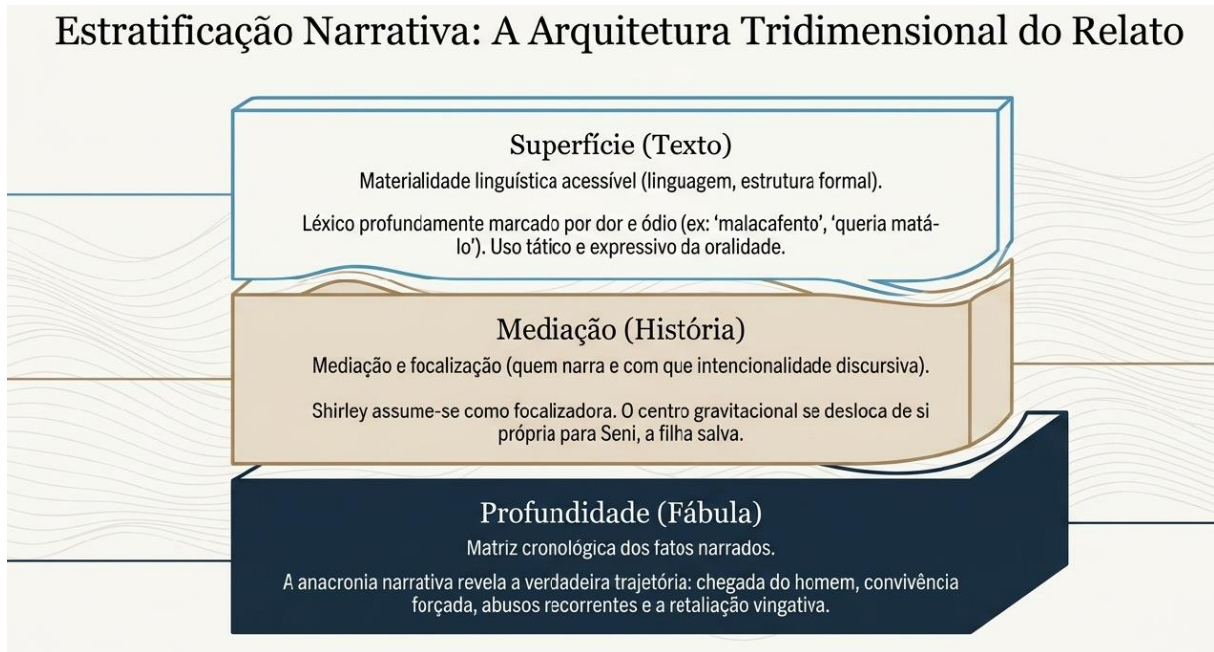 Estratificação Narrativa: A Arquitetura Tridimensional do Relato
Superfície (Texto)
Materialidade linguística acessível (linguagem, estrutura formal).
Léxico profundamente marcado por dor e ódio (ex: ‘malacafento’, ‘queria matá-
lo’). Uso tático e expressivo da oralidade.
Mediação (História)
Mediação e focalização (quem narra e com que intencionalidade discursiva).
Shirley assume-se como focalizadora. O centro gravitacional se desloca de si
própria para Seni, a filha salva.
Profundidade (Fábula)
Matriz cronológica dos fatos narrados.
A anacronia narrativa revela a verdadeira trajetória: chegada do homem, convivência
forçada, abusos recorrentes e a retaliação vingativa.